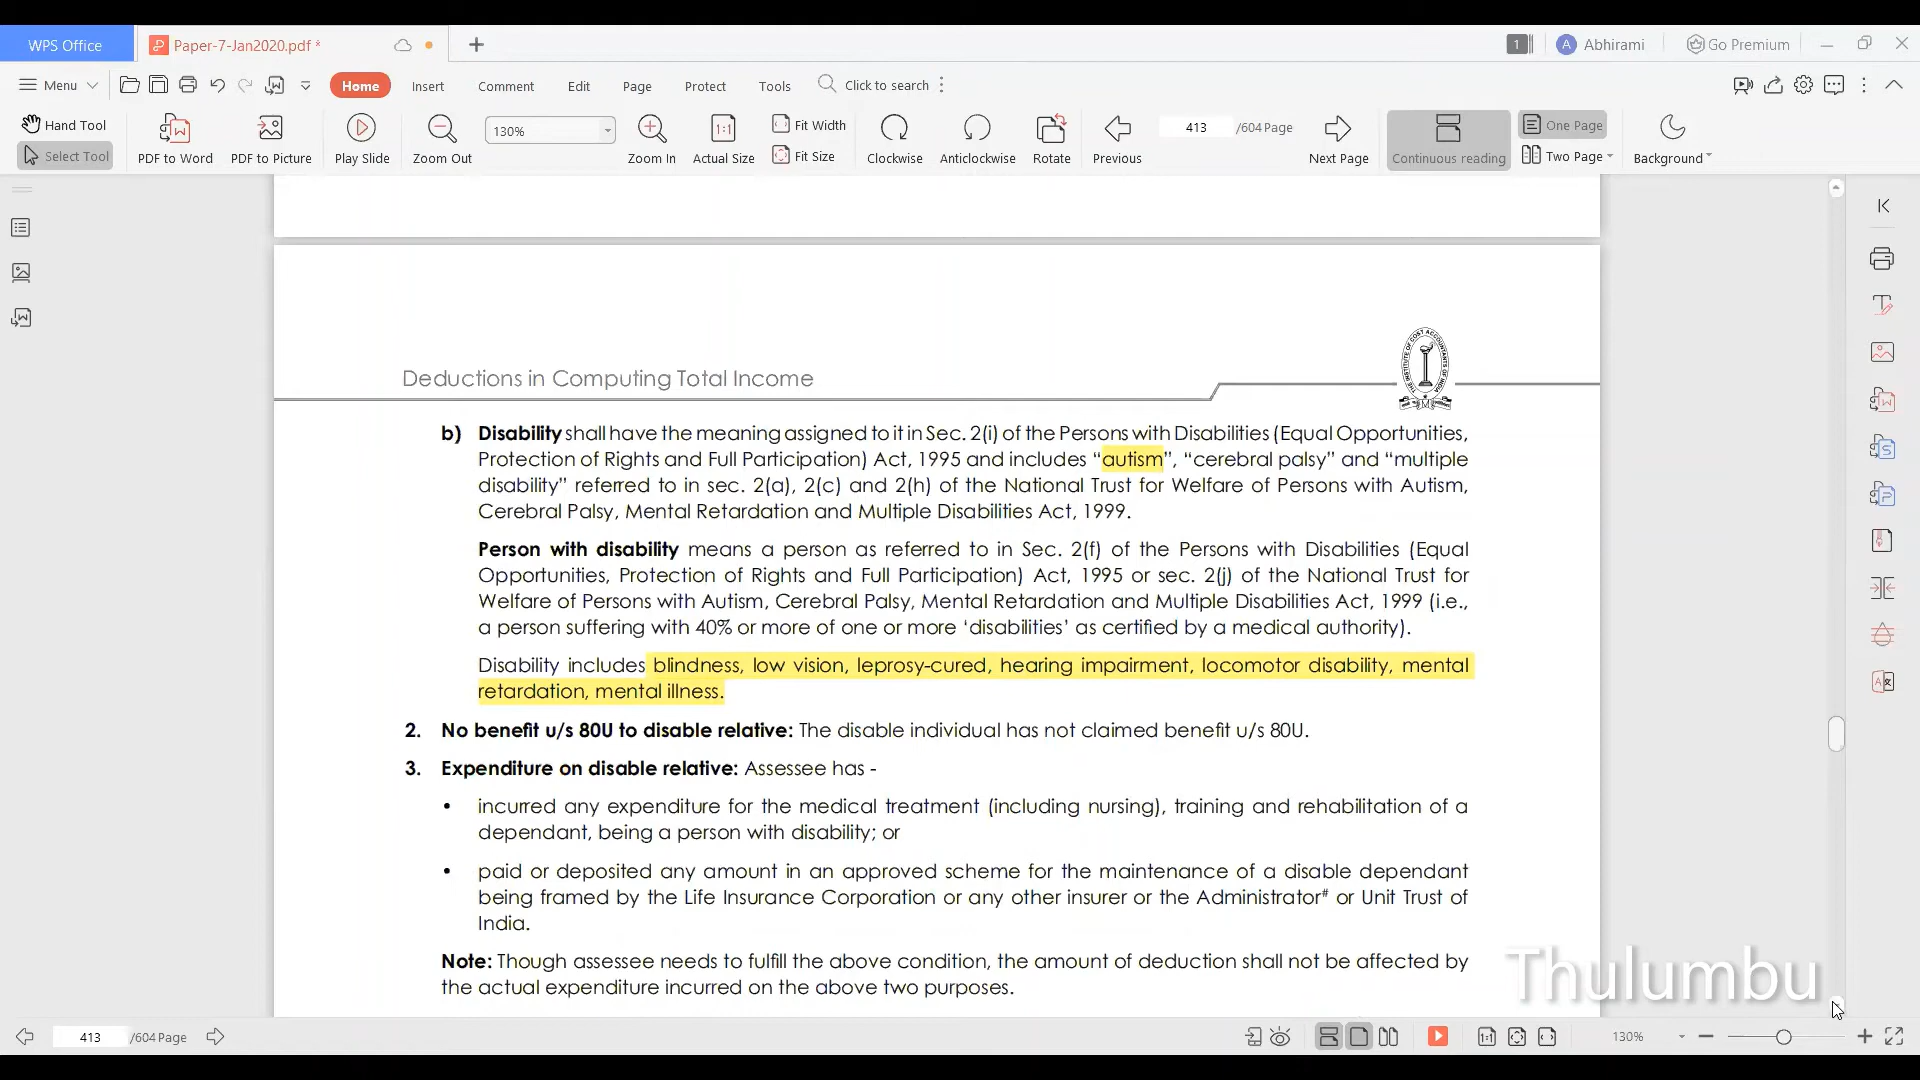 WPS Office
Paper-7-Jan2020.pdf *
1
A Abhirami
Go Premium
Menu
Home
Insert
Comment
Edit
Page
Protect
Tools
Click to search
Hand Tool
Select Tool
PDF to Word
PDF to Picture
Play Slide
Zoom Out
130%
Zoom In
1:1
Actual Size
Fit Width
Fit Size
Clockwise
Anticlockwise
Rotate
Previous
413 /604 Page
Next Page
Continuous reading
One Page
Two Page
Background
Deductions in Computing Total Income
THE INSTITUTE OF COST ACCOUNTANTS OF INDIA
b) Disability shall have the meaning assigned to it in Sec. 2(i) of the Persons with Disabilities (Equal Opportunities,
Protection of Rights and Full Participation) Act, 1995 and includes “autism”, “cerebral palsy” and “multiple
disability” referred to in sec. 2(a), 2(c) and 2(h) of the National Trust for Welfare of Persons with Autism,
Cerebral Palsy, Mental Retardation and Multiple Disabilities Act, 1999.
Person with disability means a person as referred to in Sec. 2(f) of the Persons with Disabilities (Equal
Opportunities, Protection of Rights and Full Participation) Act, 1995 or sec. 2(j) of the National Trust for
Welfare of Persons with Autism, Cerebral Palsy, Mental Retardation and Multiple Disabilities Act, 1999 (i.e.,
a person suffering with 40% or more of one or more ‘disabilities’ as certified by a medical authority).
Disability includes blindness, low vision, leprosy-cured, hearing impairment, locomotor disability, mental
retardation, mental illness.
2. No benefit u/s 80U to disable relative: The disable individual has not claimed benefit u/s 80U.
3. Expenditure on disable relative: Assessee has -
• incurred any expenditure for the medical treatment (including nursing), training and rehabilitation of a
dependant, being a person with disability; or
• paid or deposited any amount in an approved scheme for the maintenance of a disable dependant
being framed by the Life Insurance Corporation or any other insurer or the Administrator# or Unit Trust of
India.
Note: Though assessee needs to fulfill the above condition, the amount of deduction shall not be affected by
the actual expenditure incurred on the above two purposes.
Thulumbu
413 /604 Page
130%